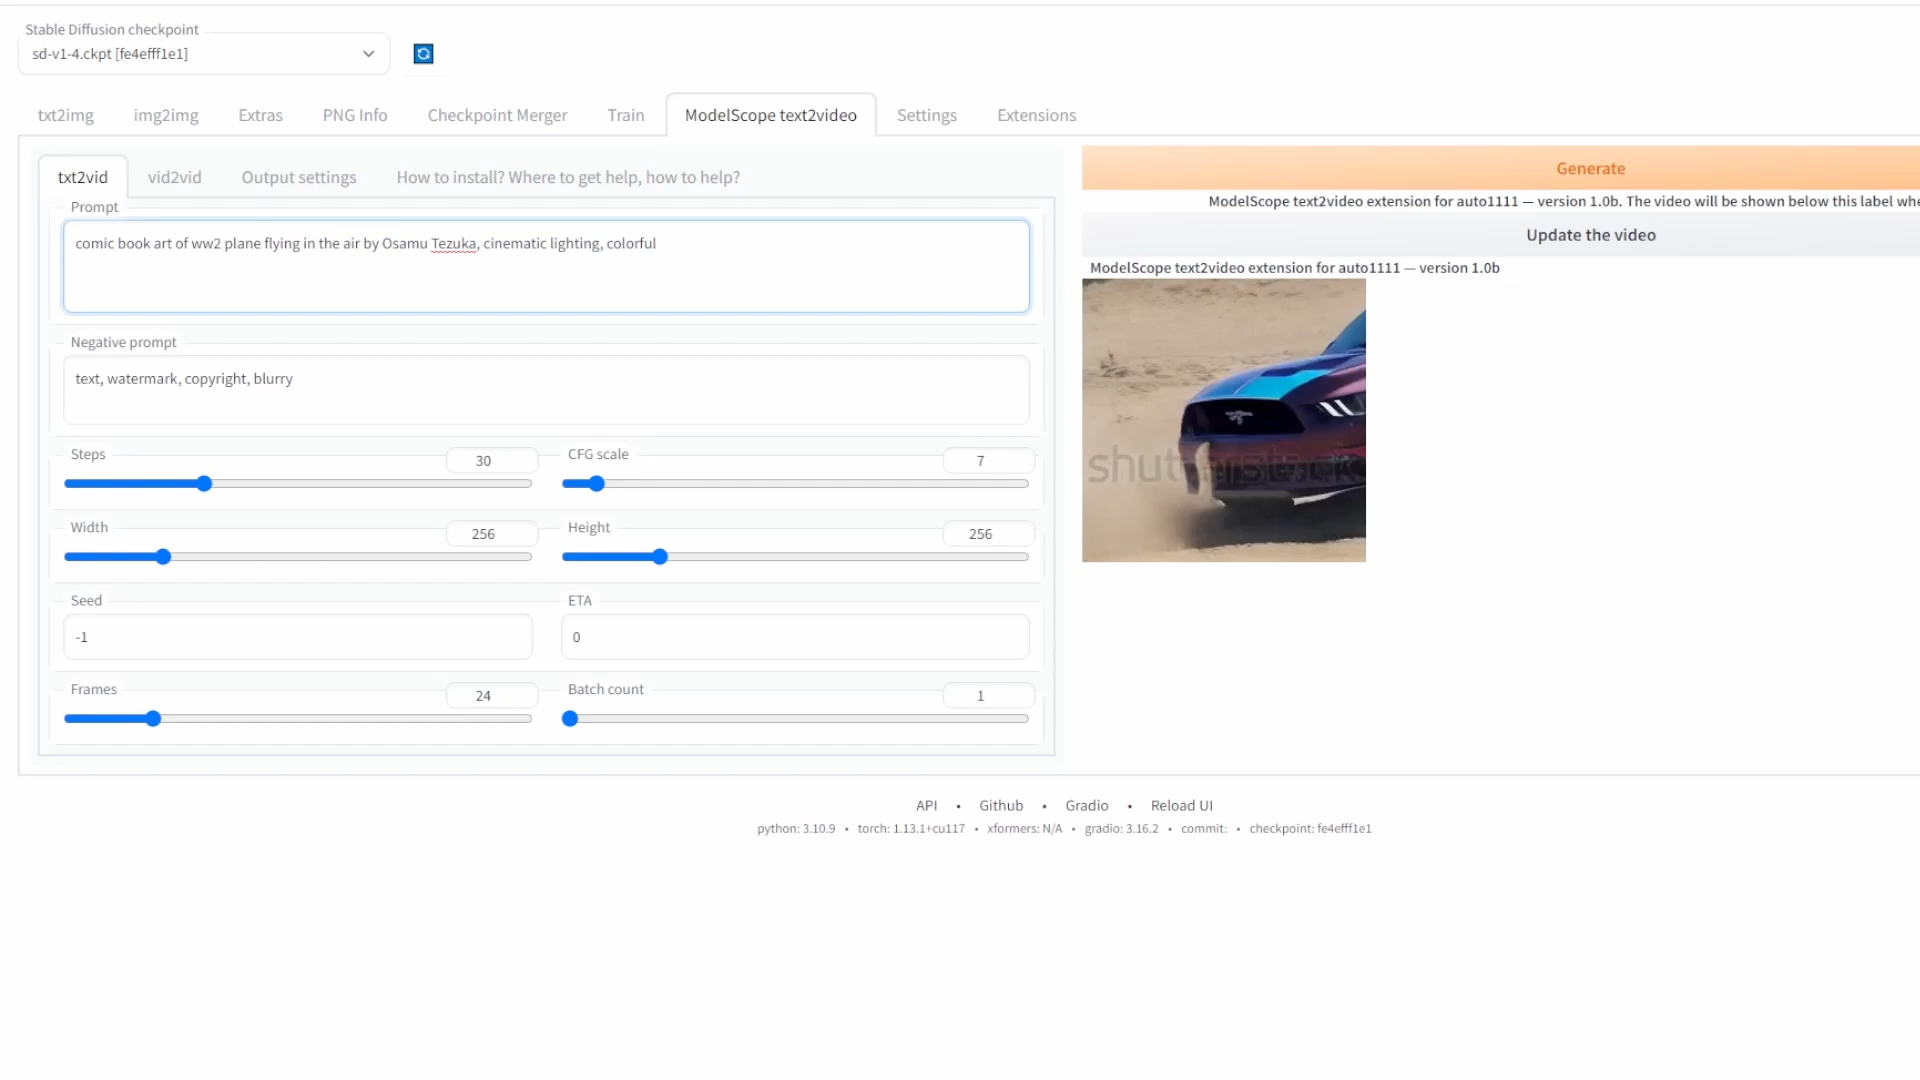 Stable Diffusion checkpoint
sd-v1-4.ckpt [fe4efff1e1]
txt2img
img2img
Extras
PNG Info
Checkpoint Merger
Train
ModelScope text2video
Settings
Extensions
txt2vid
vid2vid
Output settings
How to install? Where to get help, how to help?
Prompt
comic book art of ww2 plane flying in the air by Osamu Tezuka, cinematic lighting, colorful
Negative prompt
text, watermark, copyright, blurry
Steps
30
CFG scale
7
Width
256
Height
256
Seed
-1
ETA
0
Frames
24
Batch count
1
Generate
ModelScope text2video extension for auto1111 — version 1.0b. The video will be shown below this label
Update the video
ModelScope text2video extension for auto1111 — version 1.0b
API • Github • Gradio • Reload UI
python: 3.10.9 • torch: 1.13.1+cu117 • xformers: N/A • gradio: 3.16.2 • commit: • checkpoint: fe4efff1e1